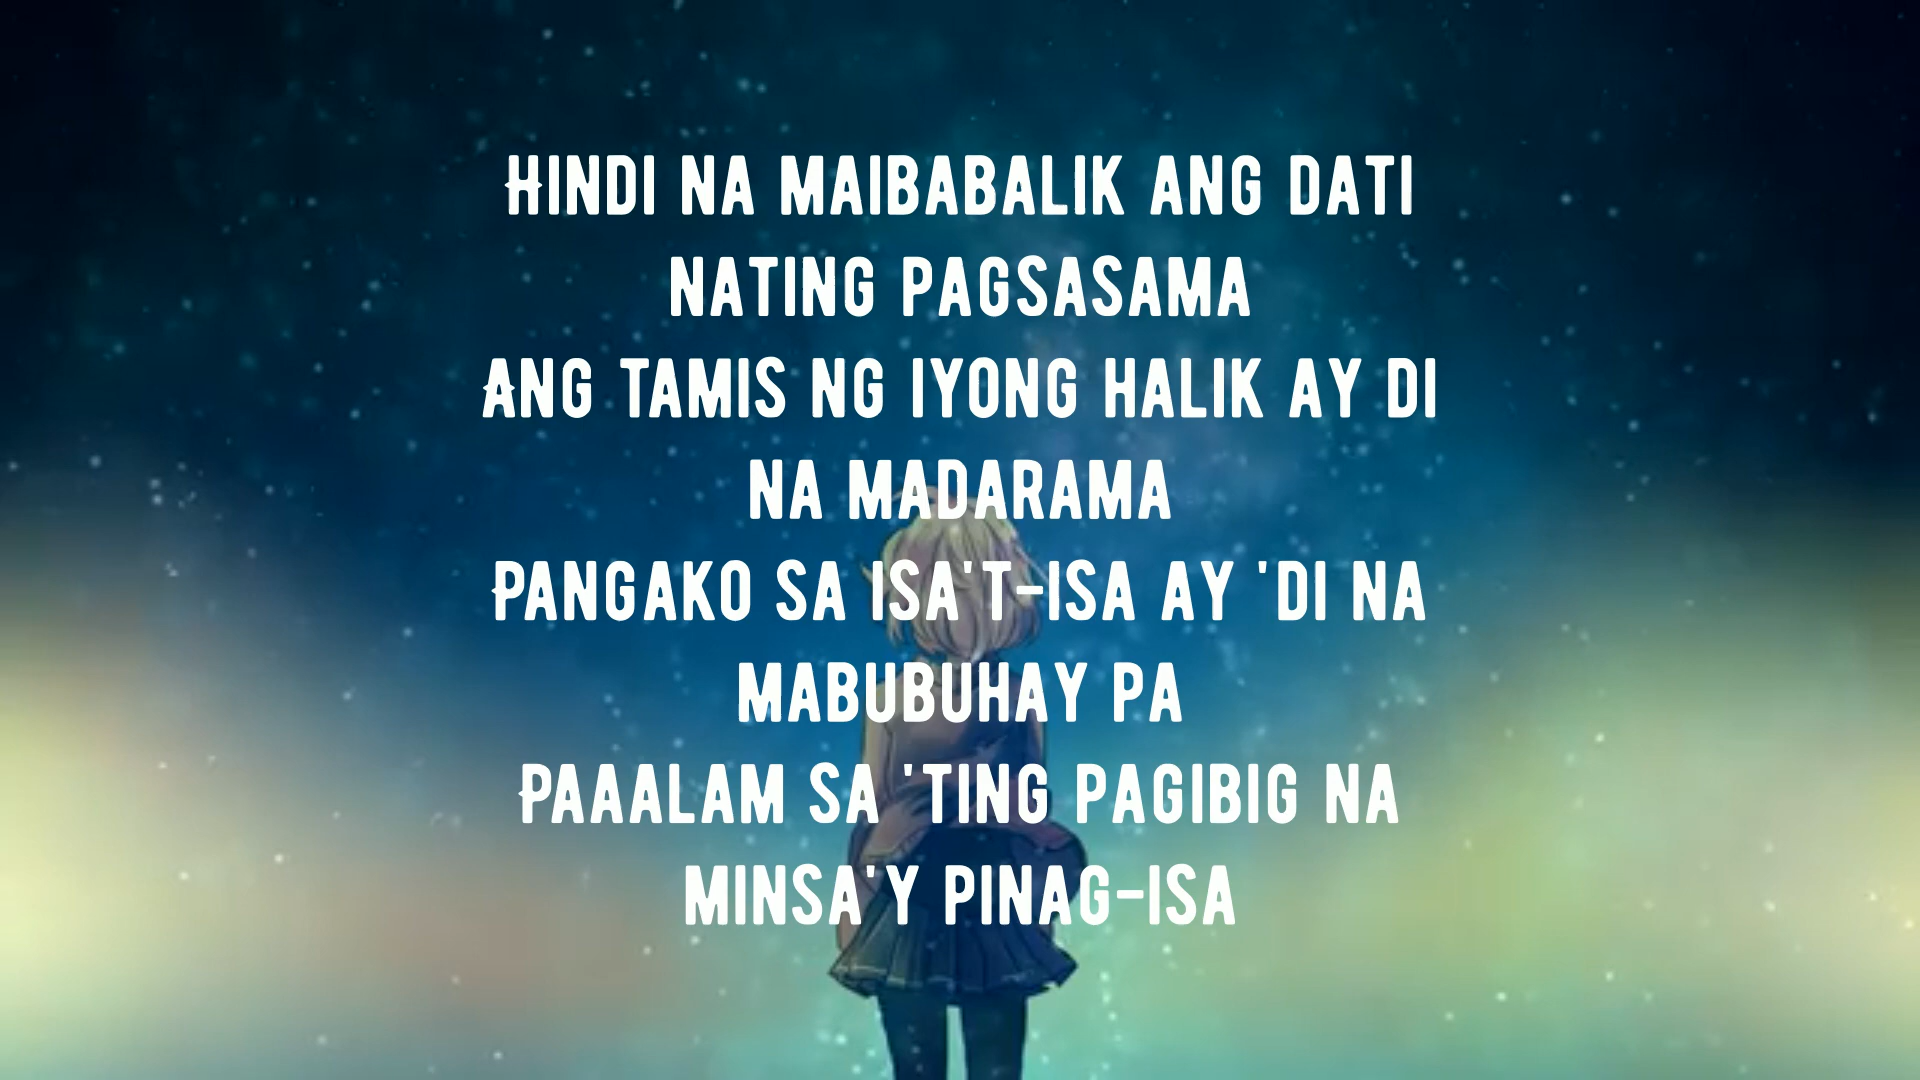 Hindi na maibabalik ang dati
nating pagsasama
Ang tamis ng iyong halik ay di
na madarama
Pangako sa isa't-isa ay 'di na
mabubuhay pa
Paaalam sa 'ting pagibig na
minsa'y pinag-isa